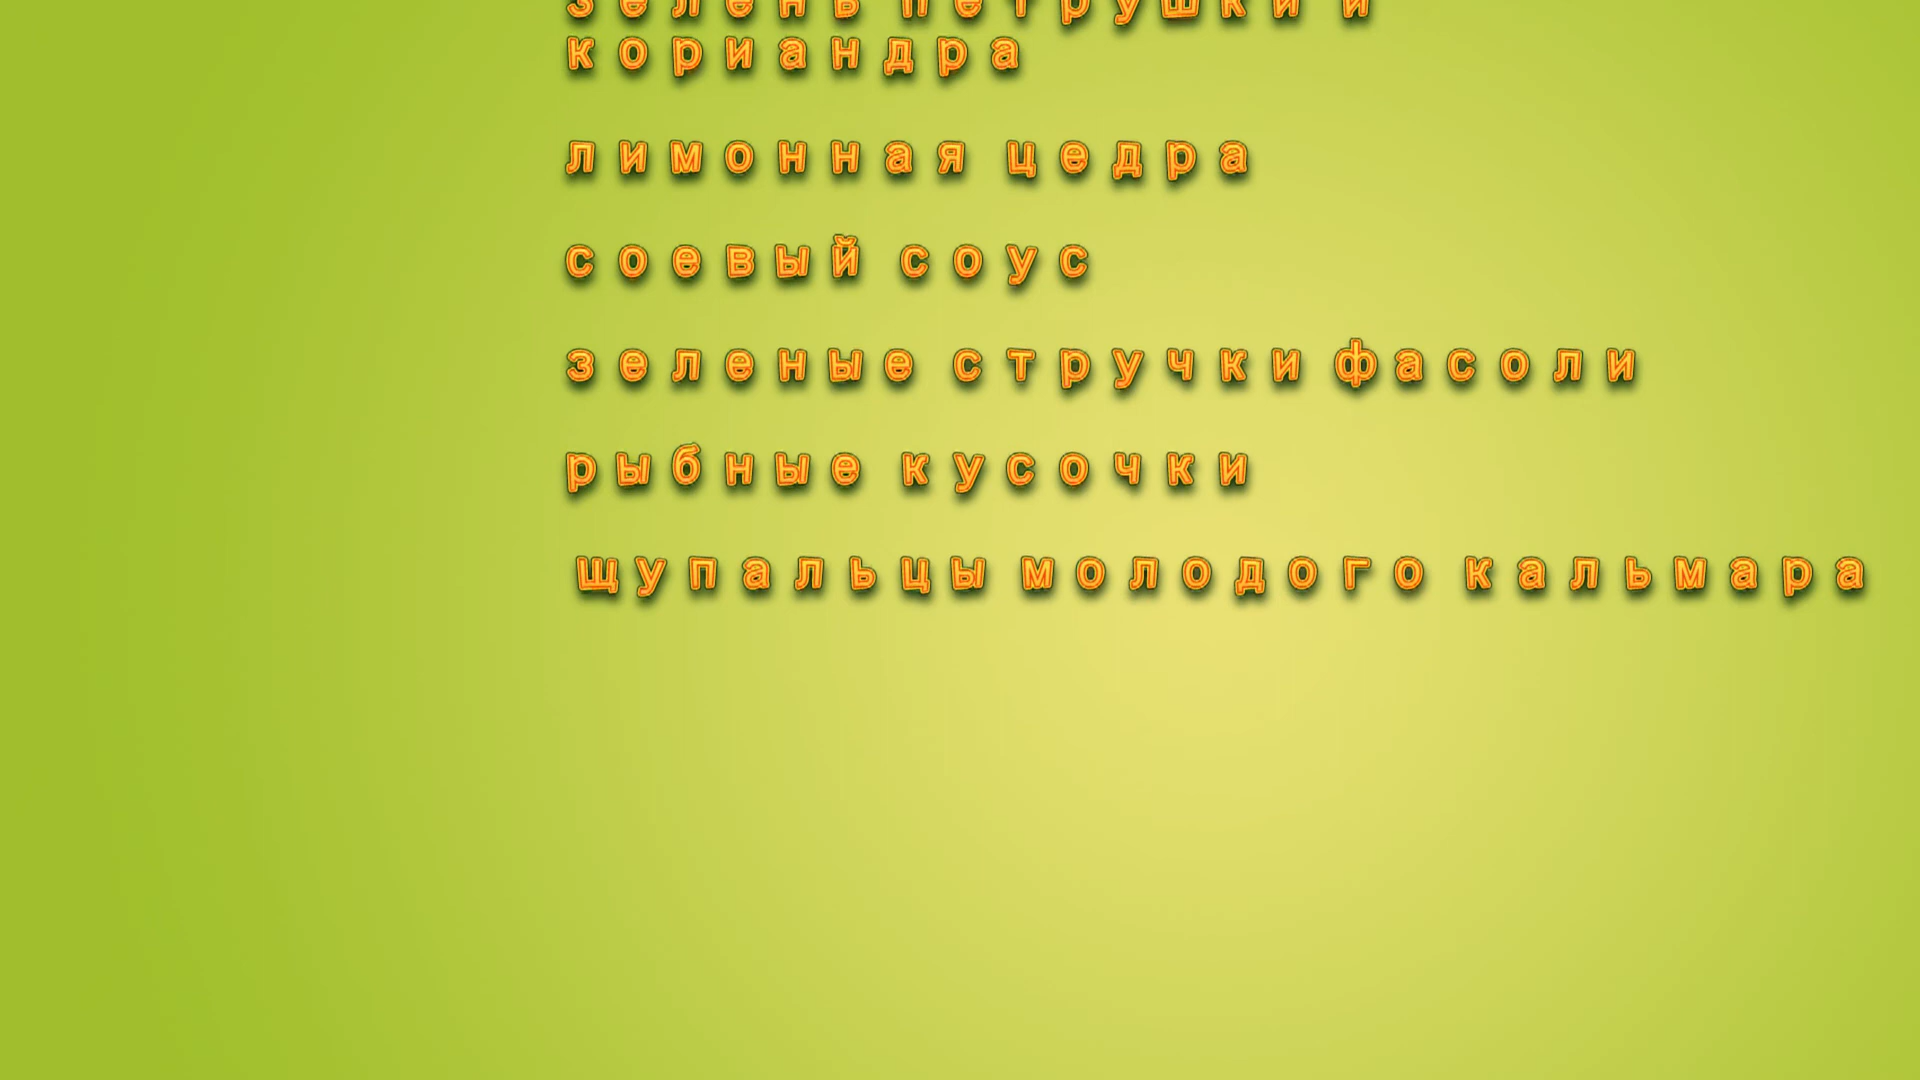 зелень петрушки и
кориандра
лимонная цедра
соевый соус
зеленые стручки фасоли
рыбные кусочки
щупальцы молодого кальмара